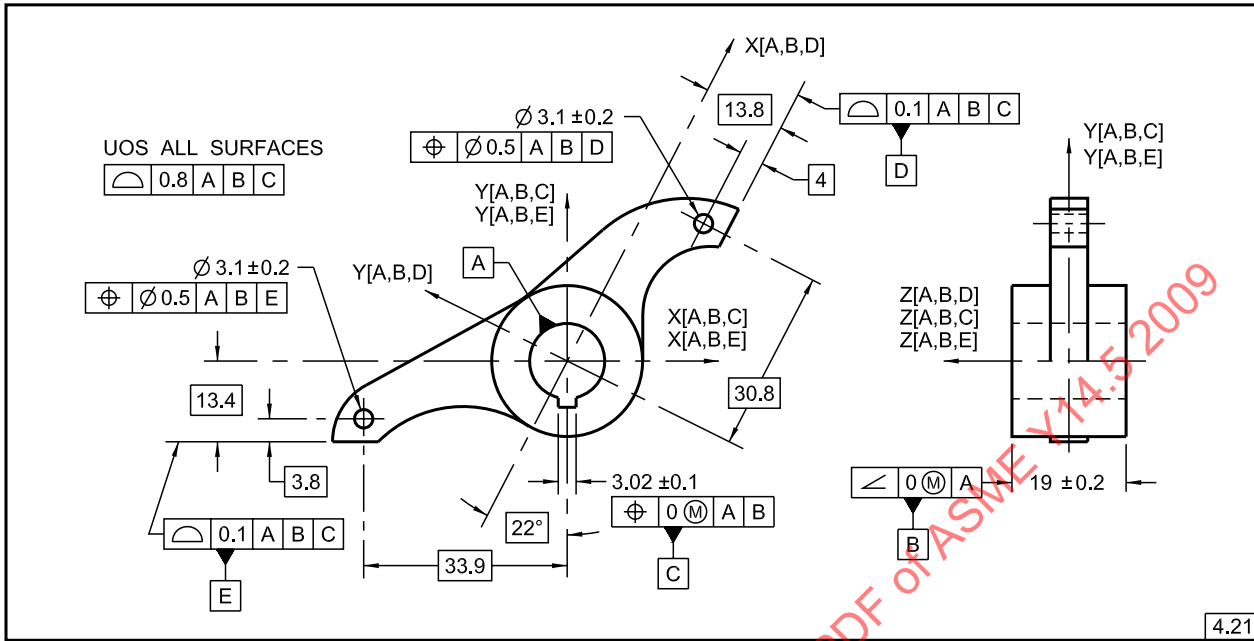 X[A,B,D]
13.8
⌓ 0.1 A B C
D
4
Ø 3.1 ±0.2
⌖ Ø 0.5 A B D
UOS ALL SURFACES
⌓ 0.8 A B C
Y[A,B,C]
Y[A,B,E]
Y[A,B,C]
Y[A,B,E]
A
Y[A,B,D]
Ø 3.1 ±0.2
⌖ Ø 0.5 A B E
X[A,B,C]
X[A,B,E]
Z[A,B,D]
Z[A,B,C]
Z[A,B,E]
13.4
30.8
3.8
3.02 ±0.1
⌖ 0 Ⓜ A B
C
22°
33.9
⌓ 0.1 A B C
E
∠ 0 Ⓜ A
B
19 ±0.2
PDF of ASME Y14.5 2009
4.21